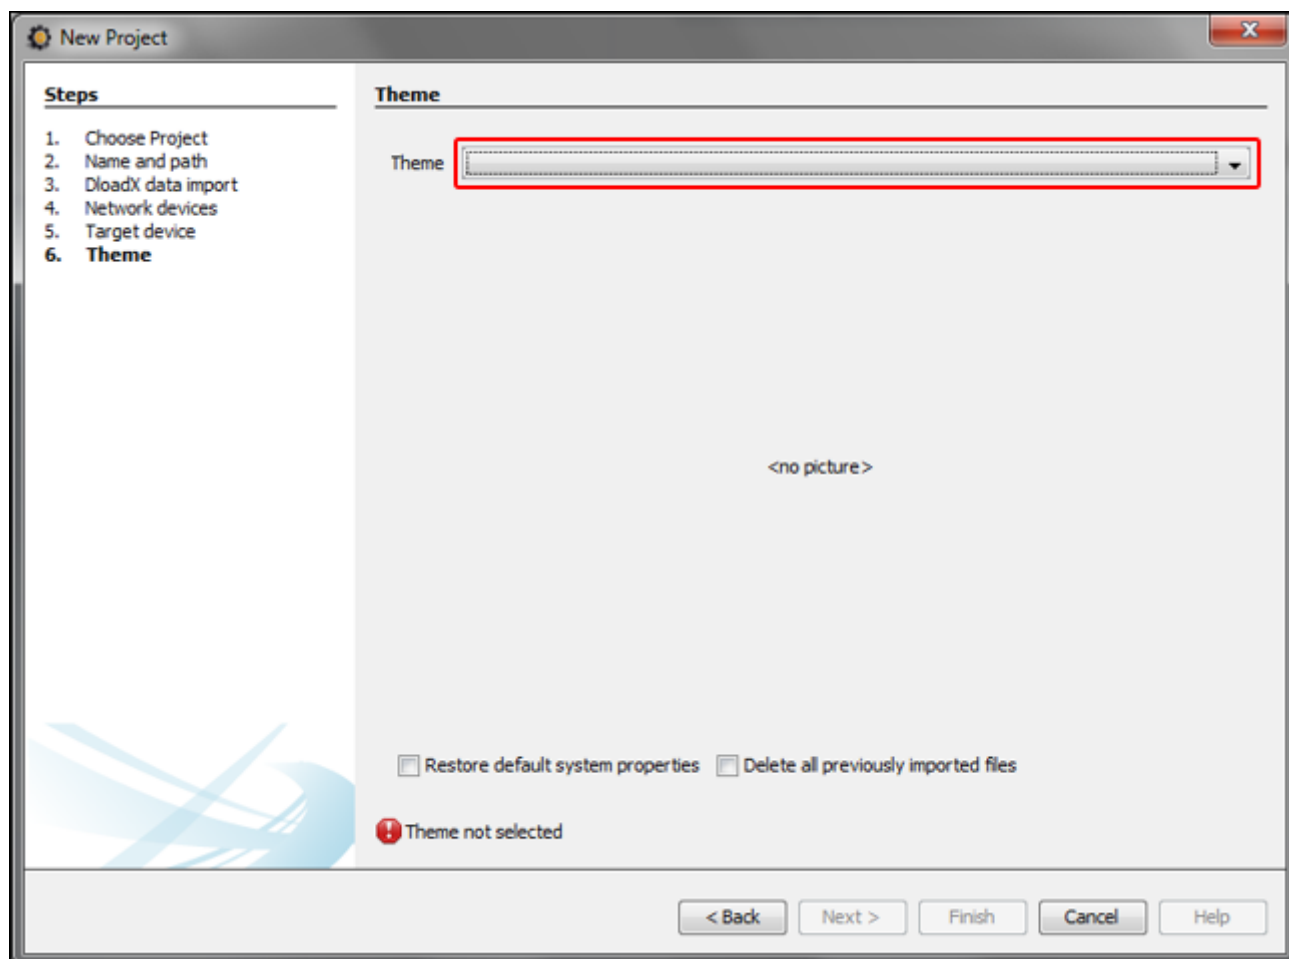 New Project
Steps
1. Choose Project
2. Name and path
3. DloadX data import
4. Network devices
5. Target device
6. Theme
Theme
Theme
<no picture>
Restore default system properties Delete all previously imported files
Theme not selected
< Back Next > Finish Cancel Help